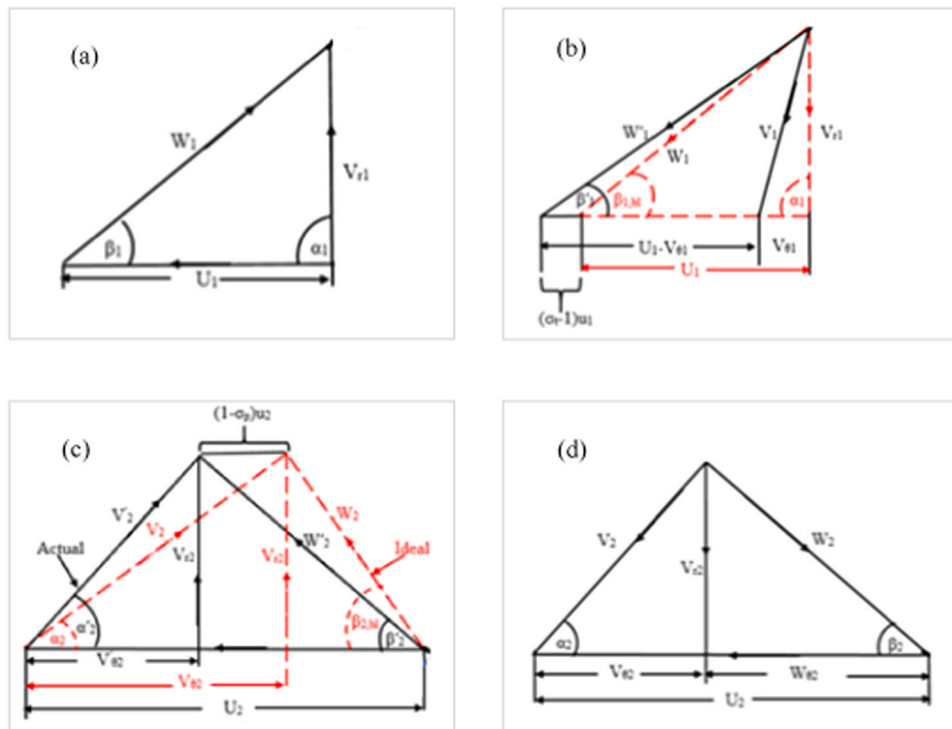 (a)
W₁
Vᵣ₁
β₁
α₁
U₁
(b)
W'₁
W₁
V₁
Vᵣ₁
β'₁
β₁,bl
α₁
U₁-Vθ₁
Vθ₁
U₁
(σᵣ-1)u₁
(1-σₚ)u₂
(c)
V'₂
V₂
W₂
Actual
Vᵣ₂
W'₂
Vᵣ₂
Ideal
α₂
α'₂
β₂,bl
β'₂
V'θ₂
Vθ₂
U₂
(d)
V₂
W₂
Vᵣ₂
α₂
β₂
Vθ₂
Wθ₂
U₂